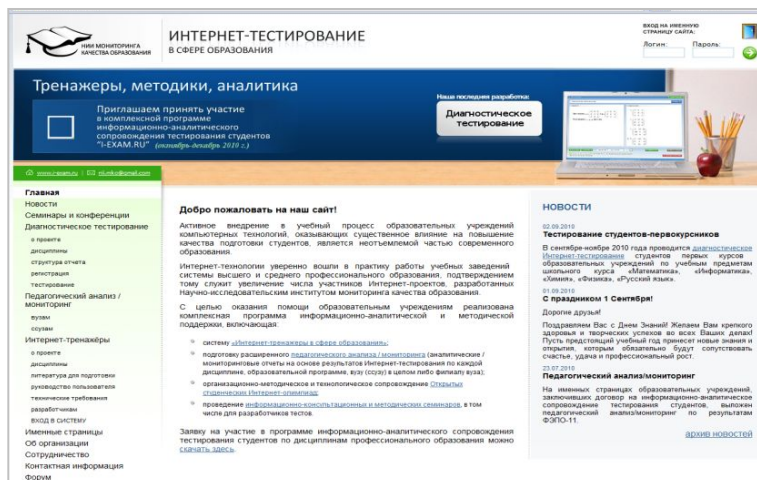 НИИ МОНИТОРИНГА
КАЧЕСТВА ОБРАЗОВАНИЯ
ИНТЕРНЕТ-ТЕСТИРОВАНИЕ
В СФЕРЕ ОБРАЗОВАНИЯ
ВХОД НА ИМЕННУЮ
СТРАНИЦУ САЙТА:
Логин: Пароль:
Тренажеры, методики, аналитика
Приглашаем принять участие
в комплексной программе
информационно-аналитического
сопровождения тестирования студентов
"I-EXAM.RU" (октябрь-декабрь 2010 г.)
Наша последняя разработка:
Диагностическое
тестирование
www.i-exam.ru | nii.mko@gmail.com
Главная
Новости
Семинары и конференции
Диагностическое тестирование
о проекте
дисциплины
структура отчета
регистрация
тестирование
Педагогический анализ /
мониторинг
вузам
ссузам
Интернет-тренажёры
о проекте
дисциплины
литература для подготовки
руководство пользователя
технические требования
разработчикам
ВХОД В СИСТЕМУ
Именные страницы
Об организации
Сотрудничество
Контактная информация
Форум
Добро пожаловать на наш сайт!
Активное внедрение в учебный процесс образовательных учреждений
компьютерных технологий, оказывающих существенное влияние на повышение
качества подготовки студентов, является неотъемлемой частью современного
образования.
Интернет-технологии уверенно вошли в практику работы учебных заведений
системы высшего и среднего профессионального образования, подтверждением
тому служит увеличение числа участников Интернет-проектов, разработанных
Научно-исследовательским институтом мониторинга качества образования.
С целью оказания помощи образовательным учреждениям реализована
комплексная программа информационно-аналитической и методической
поддержки, включающая:
систему «Интернет-тренажеры в сфере образования»;
подготовку расширенного педагогического анализа / мониторинга (аналитические /
мониторинговые отчеты на основе результатов Интернет-тестирования по каждой
дисциплине, образовательной программе, вузу (ссузу) в целом либо филиалу вуза);
организационно-методическое и технологическое сопровождение Открытых
студенческих Интернет-олимпиад;
проведение информационно-консультационных и методических семинаров, в том
числе для разработчиков тестов.
Заявку на участие в программе информационно-аналитического сопровождения
тестирования студентов по дисциплинам профессионального образования можно
скачать здесь.
НОВОСТИ
02.09.2010
Тестирование студентов-первокурсников
В сентябре-ноябре 2010 года проводится диагностическое
Интернет-тестирование студентов первых курсов
образовательных учреждений по учебным предметам
школьного курса «Математика», «Информатика»,
«Химия», «Физика», «Русский язык».
01.09.2010
С праздником 1 Сентября!
Дорогие друзья!
Поздравляем Вас с Днем Знаний! Желаем Вам крепкого
здоровья и творческих успехов во всех Ваших делах!
Пусть предстоящий учебный год принесет новые знания и
открытия, которым обязательно будут сопутствовать
счастье, удача и профессиональный рост.
23.07.2010
Педагогический анализ/мониторинг
На именных страницах образовательных учреждений,
заключивших договор на информационно-аналитическое
сопровождение тестирования студентов, выложен
педагогический анализ/мониторинг по результатам
ФЭПО-11.
архив новостей